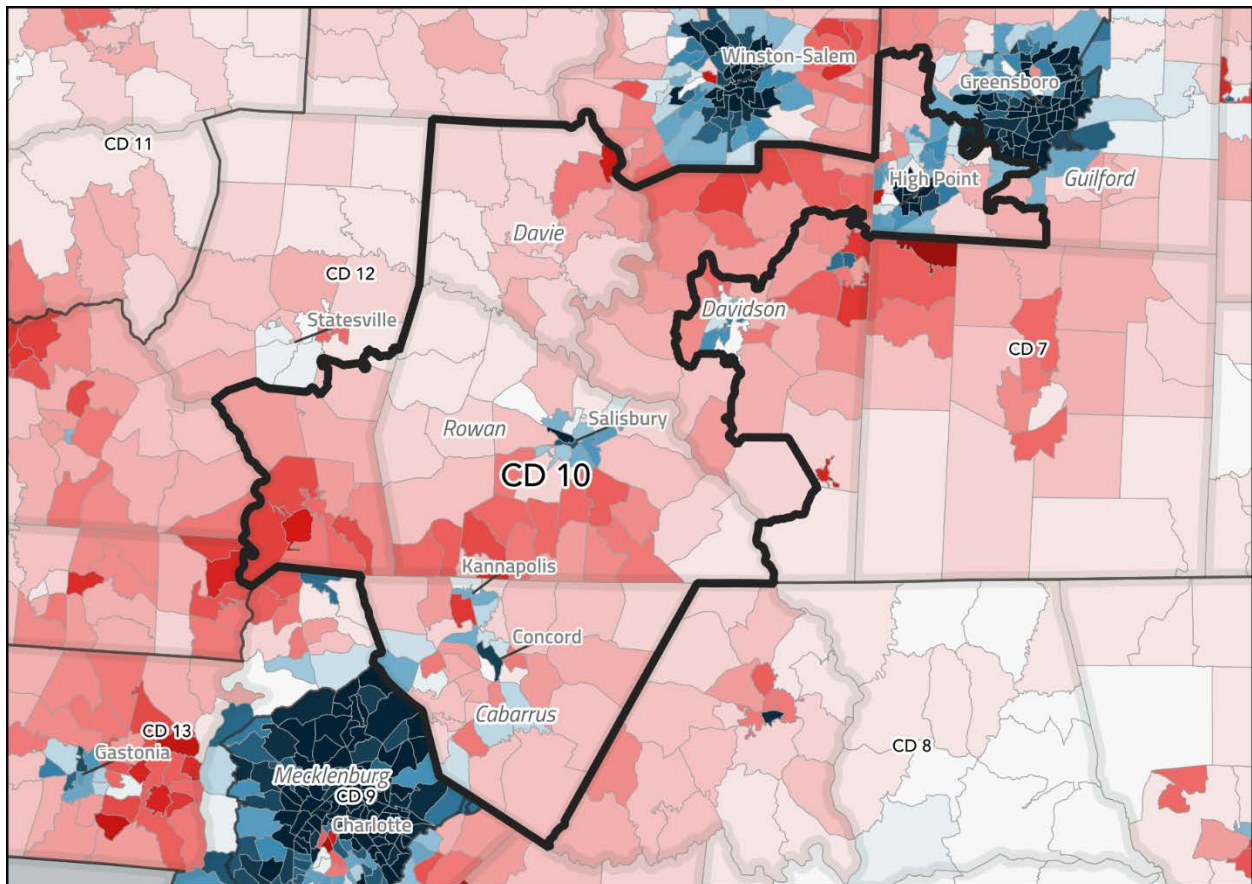 Winston-Salem
Greensboro
CD 11
High Point
Guilford
Davie
CD 12
Statesville
Davidson
CD 7
Rowan
Salisbury
CD 10
Kannapolis
Concord
Cabarrus
CD 13
Gastonia
CD 8
Mecklenburg
CD 9
Charlotte